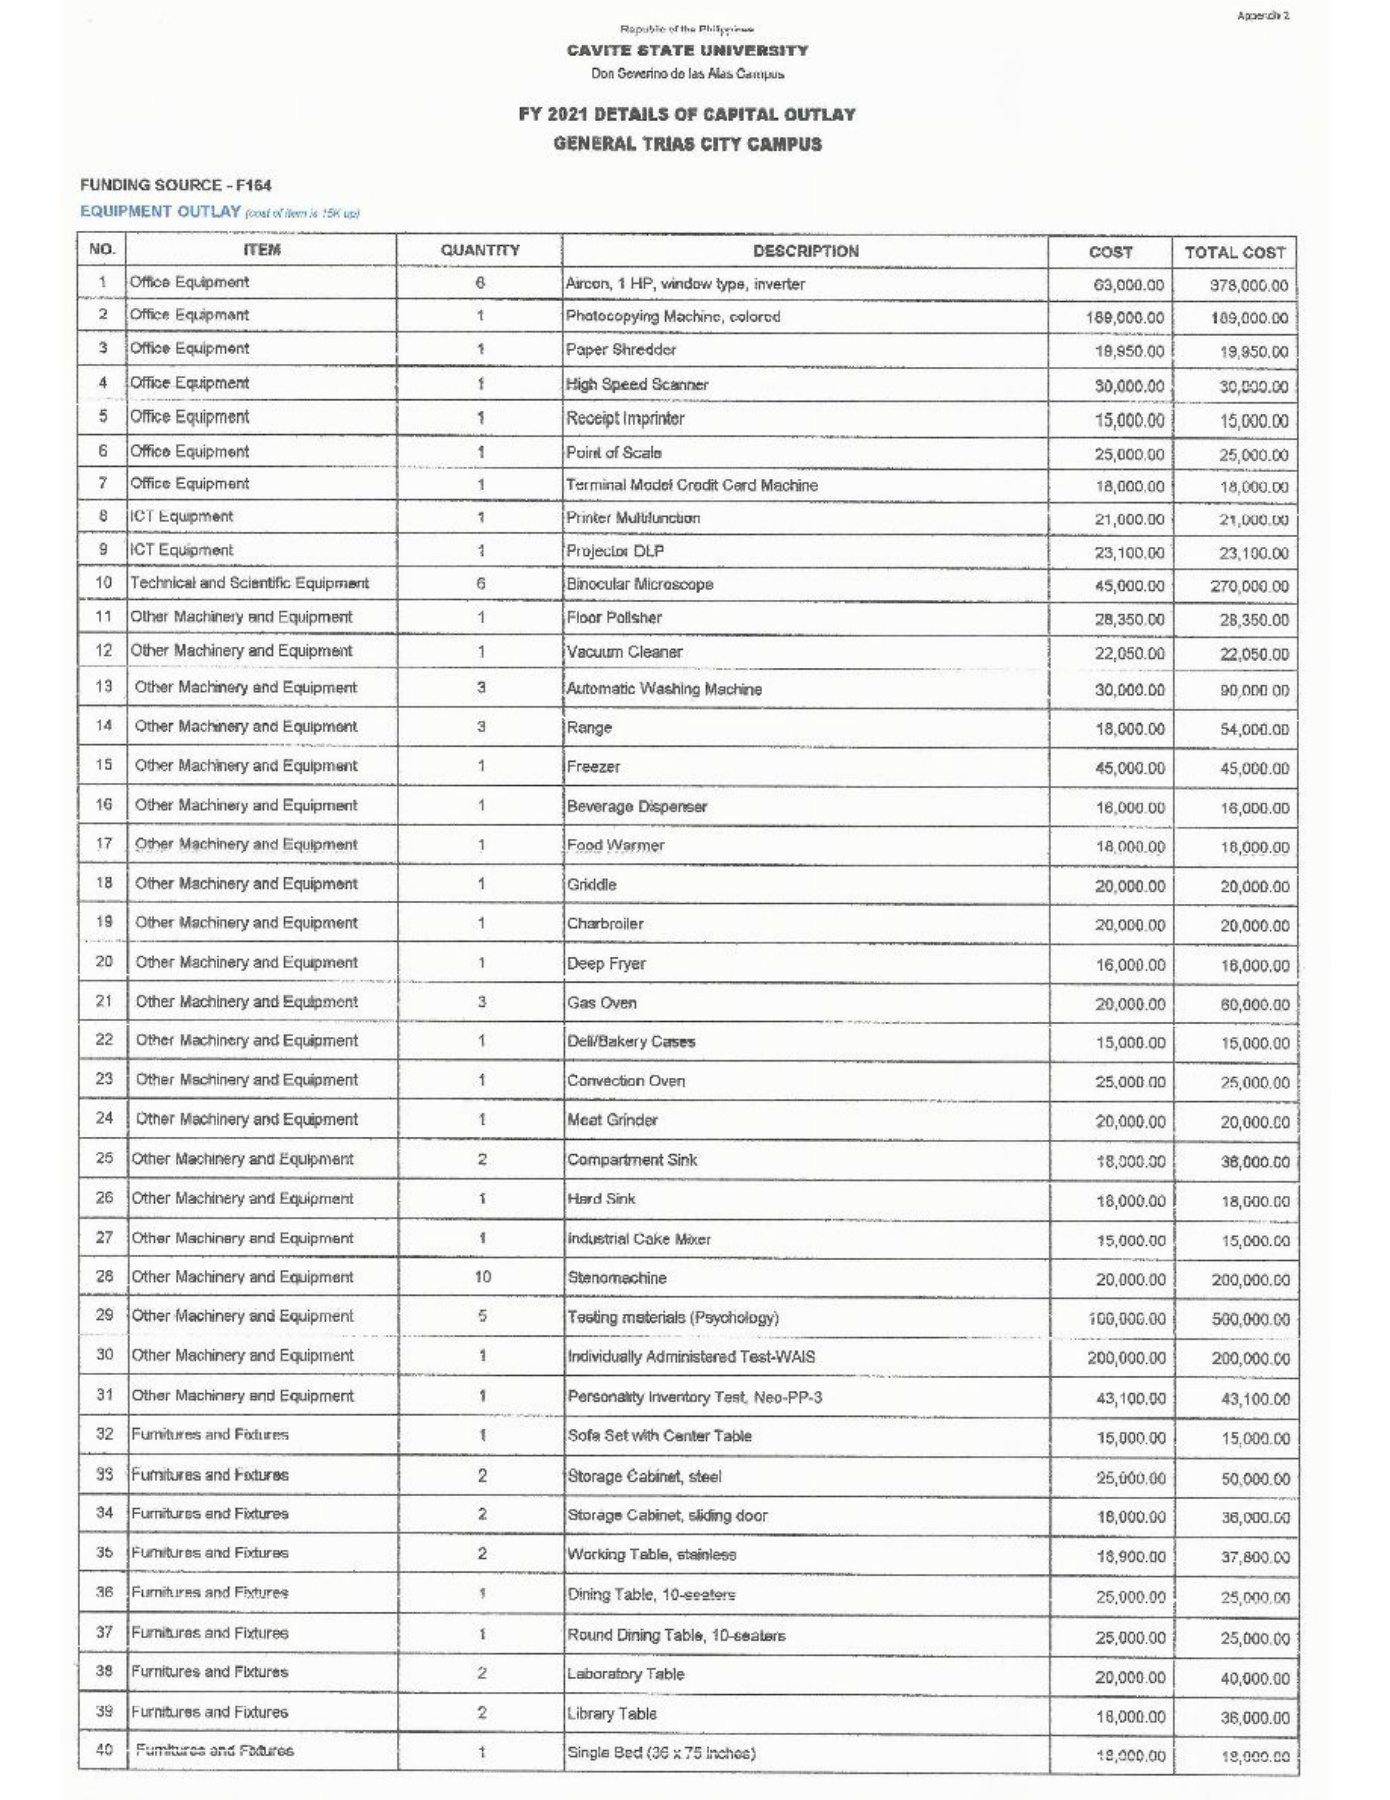 Appendix 2
Republic of the Philippines
CAVITE STATE UNIVERSITY
Don Severino de las Alas Campus
FY 2021 DETAILS OF CAPITAL OUTLAY
GENERAL TRIAS CITY CAMPUS
FUNDING SOURCE - F164
EQUIPMENT OUTLAY (cost of item is 15K up)
NO. ITEM QUANTITY DESCRIPTION COST TOTAL COST
1 Office Equipment 6 Aircon, 1 HP, window type, inverter 63,000.00 378,000.00
2 Office Equipment 1 Photocopying Machine, colored 189,000.00 189,000.00
3 Office Equipment 1 Paper Shredder 19,950.00 19,950.00
4 Office Equipment 1 High Speed Scanner 30,000.00 30,000.00
5 Office Equipment 1 Receipt Imprinter 15,000.00 15,000.00
6 Office Equipment 1 Point of Scale 25,000.00 25,000.00
7 Office Equipment 1 Terminal Model Credit Card Machine 18,000.00 18,000.00
8 ICT Equipment 1 Printer Multifunction 21,000.00 21,000.00
9 ICT Equipment 1 Projector DLP 23,100.00 23,100.00
10 Technical and Scientific Equipment 6 Binocular Microscope 45,000.00 270,000.00
11 Other Machinery and Equipment 1 Floor Polisher 28,350.00 28,350.00
12 Other Machinery and Equipment 1 Vacuum Cleaner 22,050.00 22,050.00
13 Other Machinery and Equipment 3 Automatic Washing Machine 30,000.00 90,000.00
14 Other Machinery and Equipment 3 Range 18,000.00 54,000.00
15 Other Machinery and Equipment 1 Freezer 45,000.00 45,000.00
16 Other Machinery and Equipment 1 Beverage Dispenser 16,000.00 16,000.00
17 Other Machinery and Equipment 1 Food Warmer 18,000.00 18,000.00
18 Other Machinery and Equipment 1 Griddle 20,000.00 20,000.00
19 Other Machinery and Equipment 1 Charbroiler 20,000.00 20,000.00
20 Other Machinery and Equipment 1 Deep Fryer 16,000.00 16,000.00
21 Other Machinery and Equipment 3 Gas Oven 20,000.00 60,000.00
22 Other Machinery and Equipment 1 Deli/Bakery Cases 15,000.00 15,000.00
23 Other Machinery and Equipment 1 Convection Oven 25,000.00 25,000.00
24 Other Machinery and Equipment 1 Meat Grinder 20,000.00 20,000.00
25 Other Machinery and Equipment 2 Compartment Sink 18,000.00 36,000.00
26 Other Machinery and Equipment 1 Hard Sink 18,000.00 18,000.00
27 Other Machinery and Equipment 1 Industrial Cake Mixer 15,000.00 15,000.00
28 Other Machinery and Equipment 10 Stenomachine 20,000.00 200,000.00
29 Other Machinery and Equipment 5 Testing materials (Psychology) 100,000.00 500,000.00
30 Other Machinery and Equipment 1 Individually Administered Test-WAIS 200,000.00 200,000.00
31 Other Machinery and Equipment 1 Personality Inventory Test, Neo-PP-3 43,100.00 43,100.00
32 Furnitures and Fixtures 1 Sofa Set with Center Table 15,000.00 15,000.00
33 Furnitures and Fixtures 2 Storage Cabinet, steel 25,000.00 50,000.00
34 Furnitures and Fixtures 2 Storage Cabinet, sliding door 18,000.00 36,000.00
35 Furnitures and Fixtures 2 Working Table, stainless 18,900.00 37,800.00
36 Furnitures and Fixtures 1 Dining Table, 10-seaters 25,000.00 25,000.00
37 Furnitures and Fixtures 1 Round Dining Table, 10-seaters 25,000.00 25,000.00
38 Furnitures and Fixtures 2 Laboratory Table 20,000.00 40,000.00
39 Furnitures and Fixtures 2 Library Table 18,000.00 36,000.00
40 Furnitures and Fixtures 1 Single Bed (36 x 75 inches) 18,000.00 18,000.00